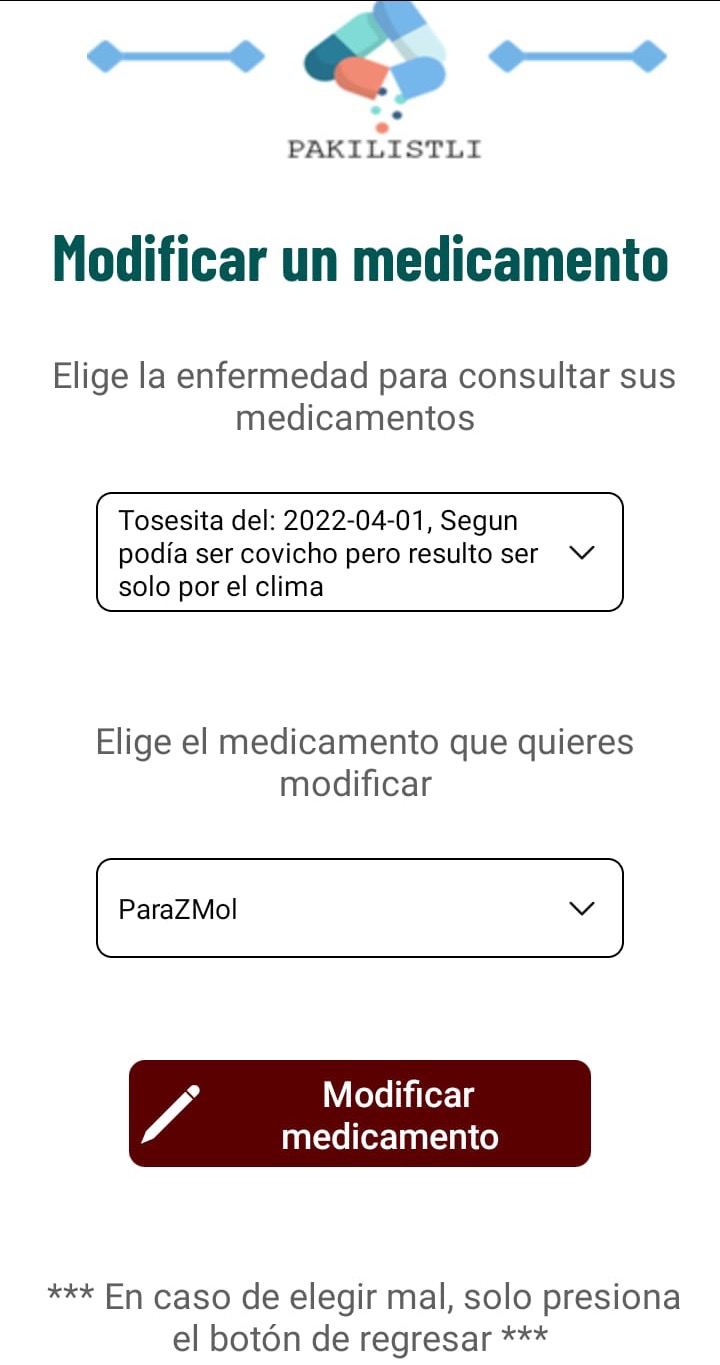 PAKILISTLI
Modificar un medicamento
Elige la enfermedad para consultar sus
medicamentos
Tosesita del: 2022-04-01, Segun
podía ser covicho pero resulto ser
solo por el clima
Elige el medicamento que quieres
modificar
ParaZMol
Modificar
medicamento
*** En caso de elegir mal, solo presiona
el botón de regresar ***